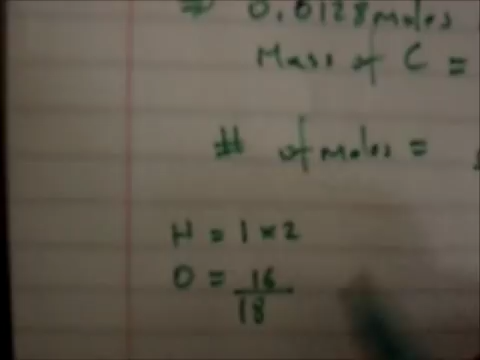 ⇒ 0.0128 moles
Mass of C =
# of moles =
H = 1 × 2
O = 16
18